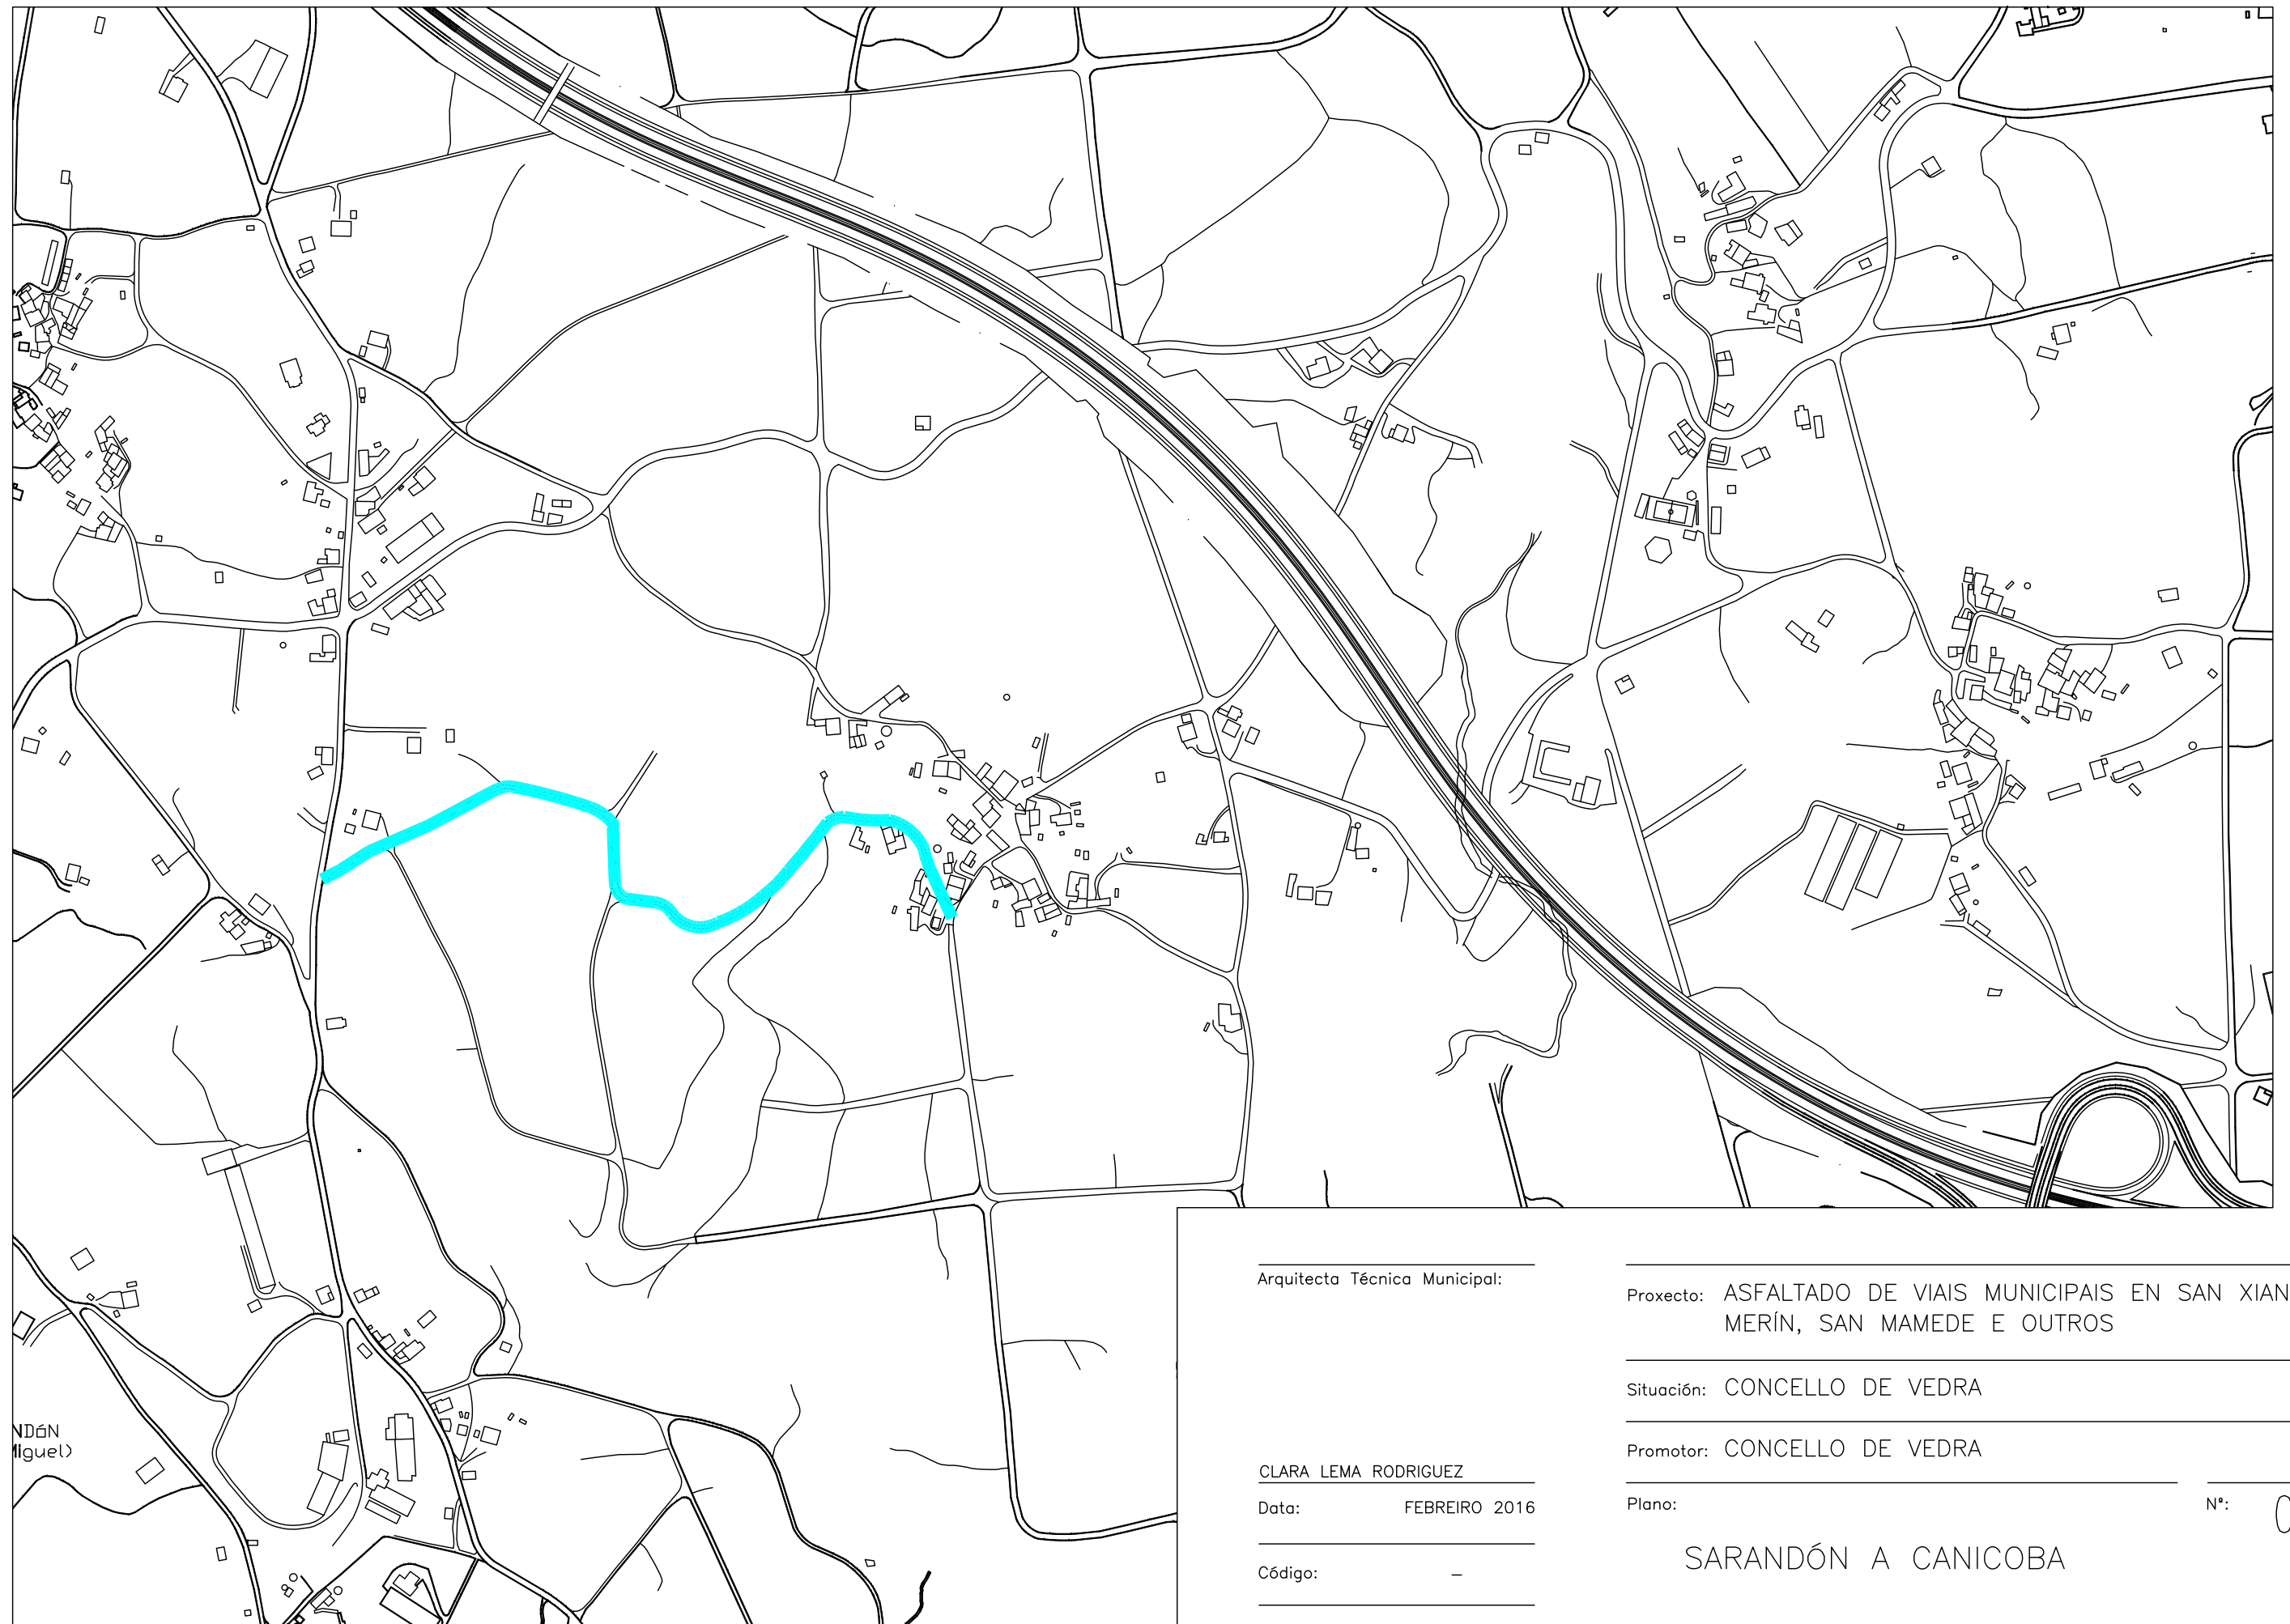 NDÓN
Miguel)
Arquitecta Técnica Municipal:
CLARA LEMA RODRIGUEZ
Data: FEBREIRO 2016
Código: –
Proxecto: ASFALTADO DE VIAIS MUNICIPAIS EN SAN XIAN
MERÍN, SAN MAMEDE E OUTROS
Situación: CONCELLO DE VEDRA
Promotor: CONCELLO DE VEDRA
Plano:
SARANDÓN A CANICOBA
Nº: